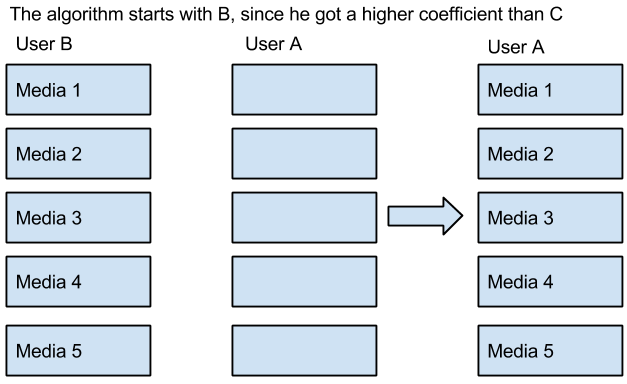 The algorithm starts with B, since he got a higher coefficient than C
User B
User A
User A
Media 1
Media 1
Media 2
Media 2
Media 3
Media 3
Media 4
Media 4
Media 5
Media 5